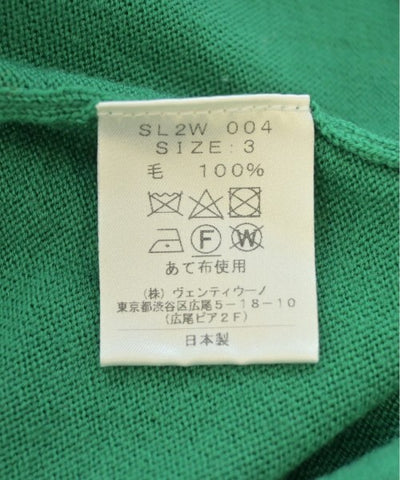 SL2W 004
SIZE:3
毛 100%
F W
あて布使用
(株) ヴェンティウーノ
東京都渋谷区広尾5-18-10
(広尾ピア2F)
日本製